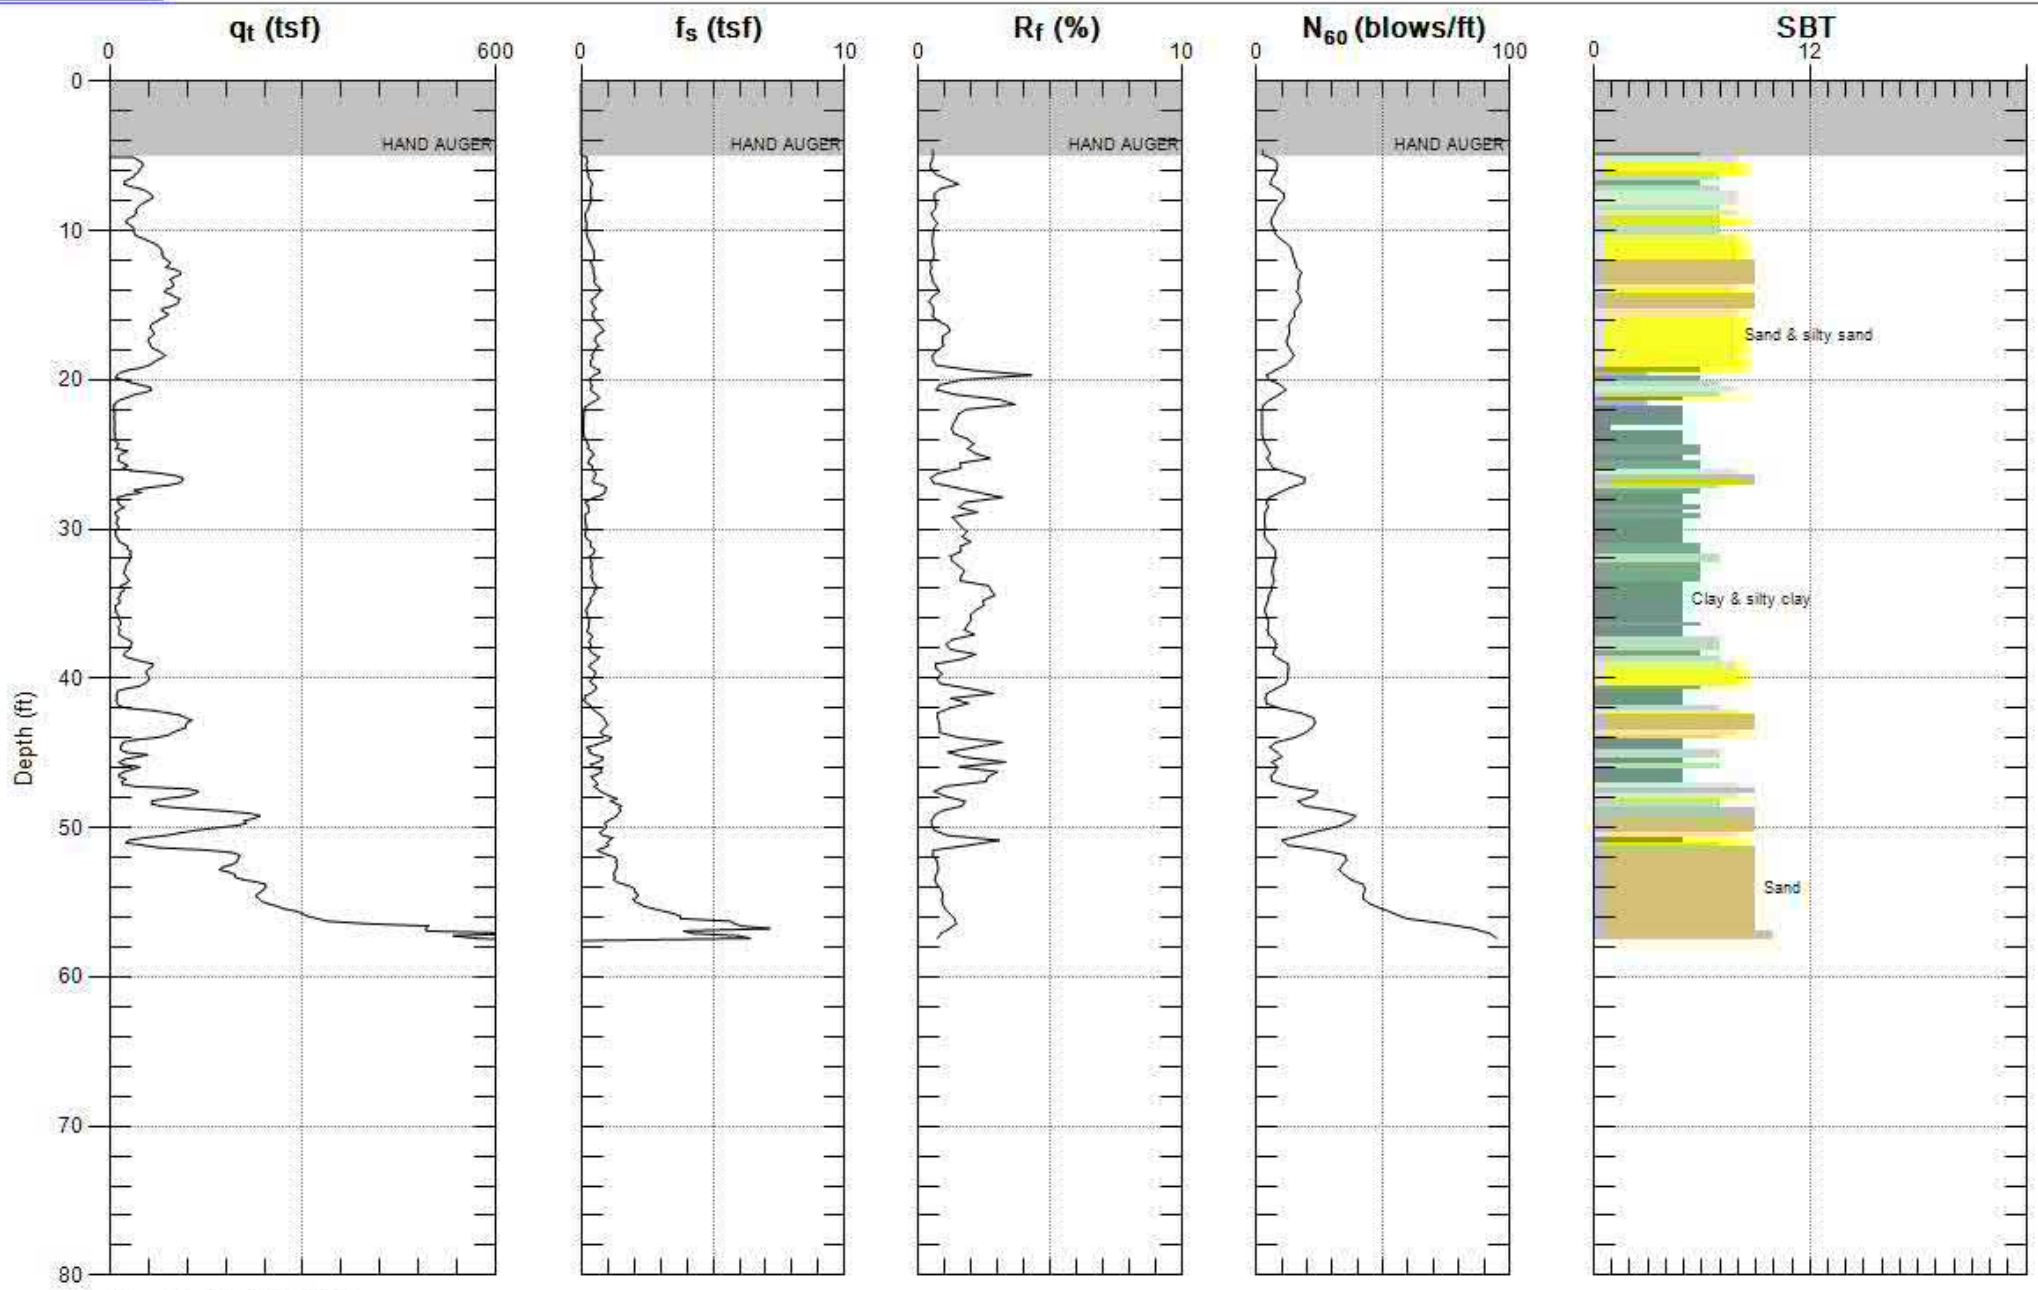 qt (tsf) fs (tsf) Rf (%) N60 (blows/ft) SBT
0 600 0 10 0 10 0 100 0 12
0
HAND AUGER HAND AUGER HAND AUGER HAND AUGER
10
Sand & silty sand
20
30
Clay & silty clay
40
Depth (ft)
50
Sand
60
70
80